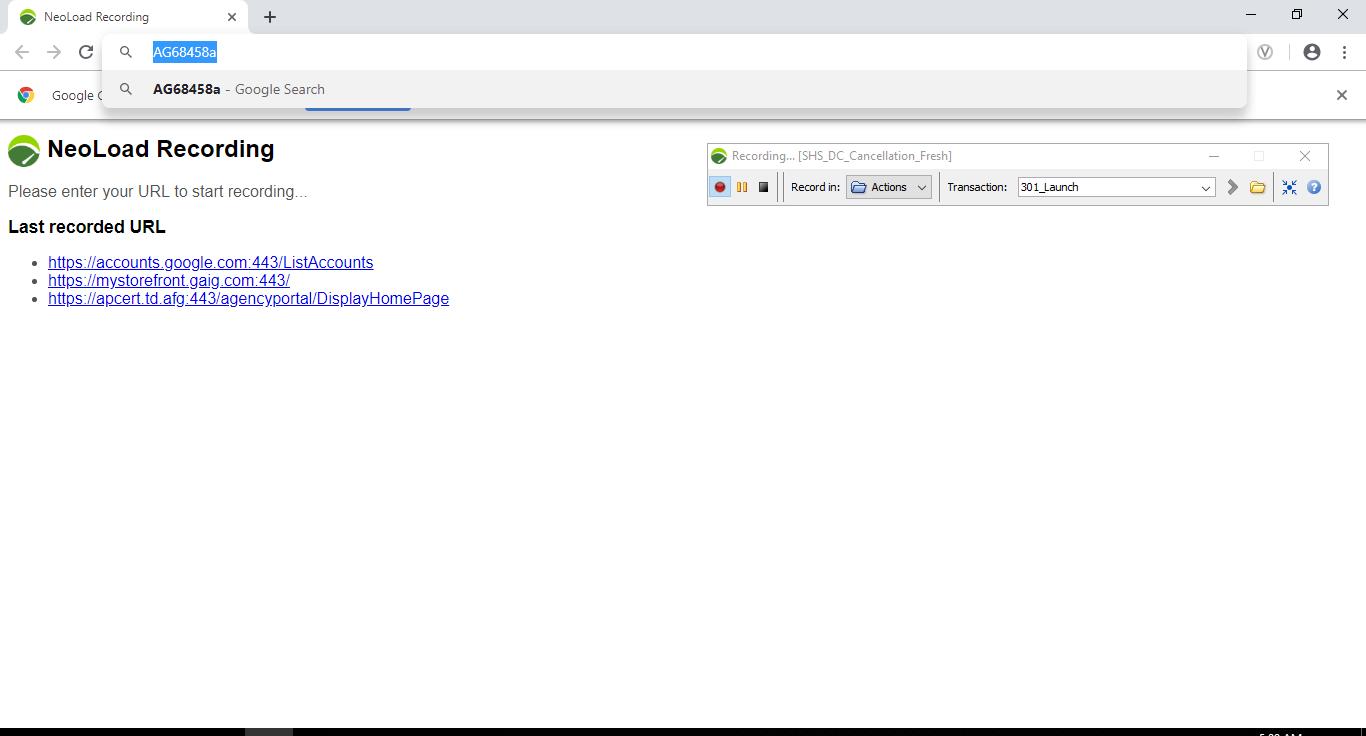 NeoLoad Recording
AG68458a
AG68458a - Google Search
Google C
NeoLoad Recording
Please enter your URL to start recording...
Last recorded URL
https://accounts.google.com:443/ListAccounts
https://mystorefront.gaig.com:443/
https://apcert.td.afg:443/agencyportal/DisplayHomePage
Recording... [SHS_DC_Cancellation_Fresh]
Record in: Actions Transaction: 301_Launch